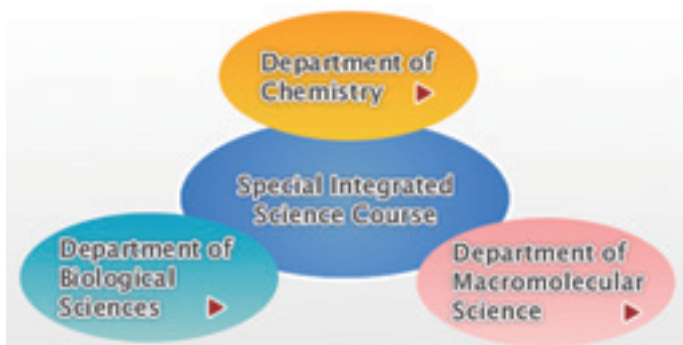 Department of
Chemistry
Special Integrated
Science Course
Department of
Biological
Sciences
Department of
Macromolecular
Science